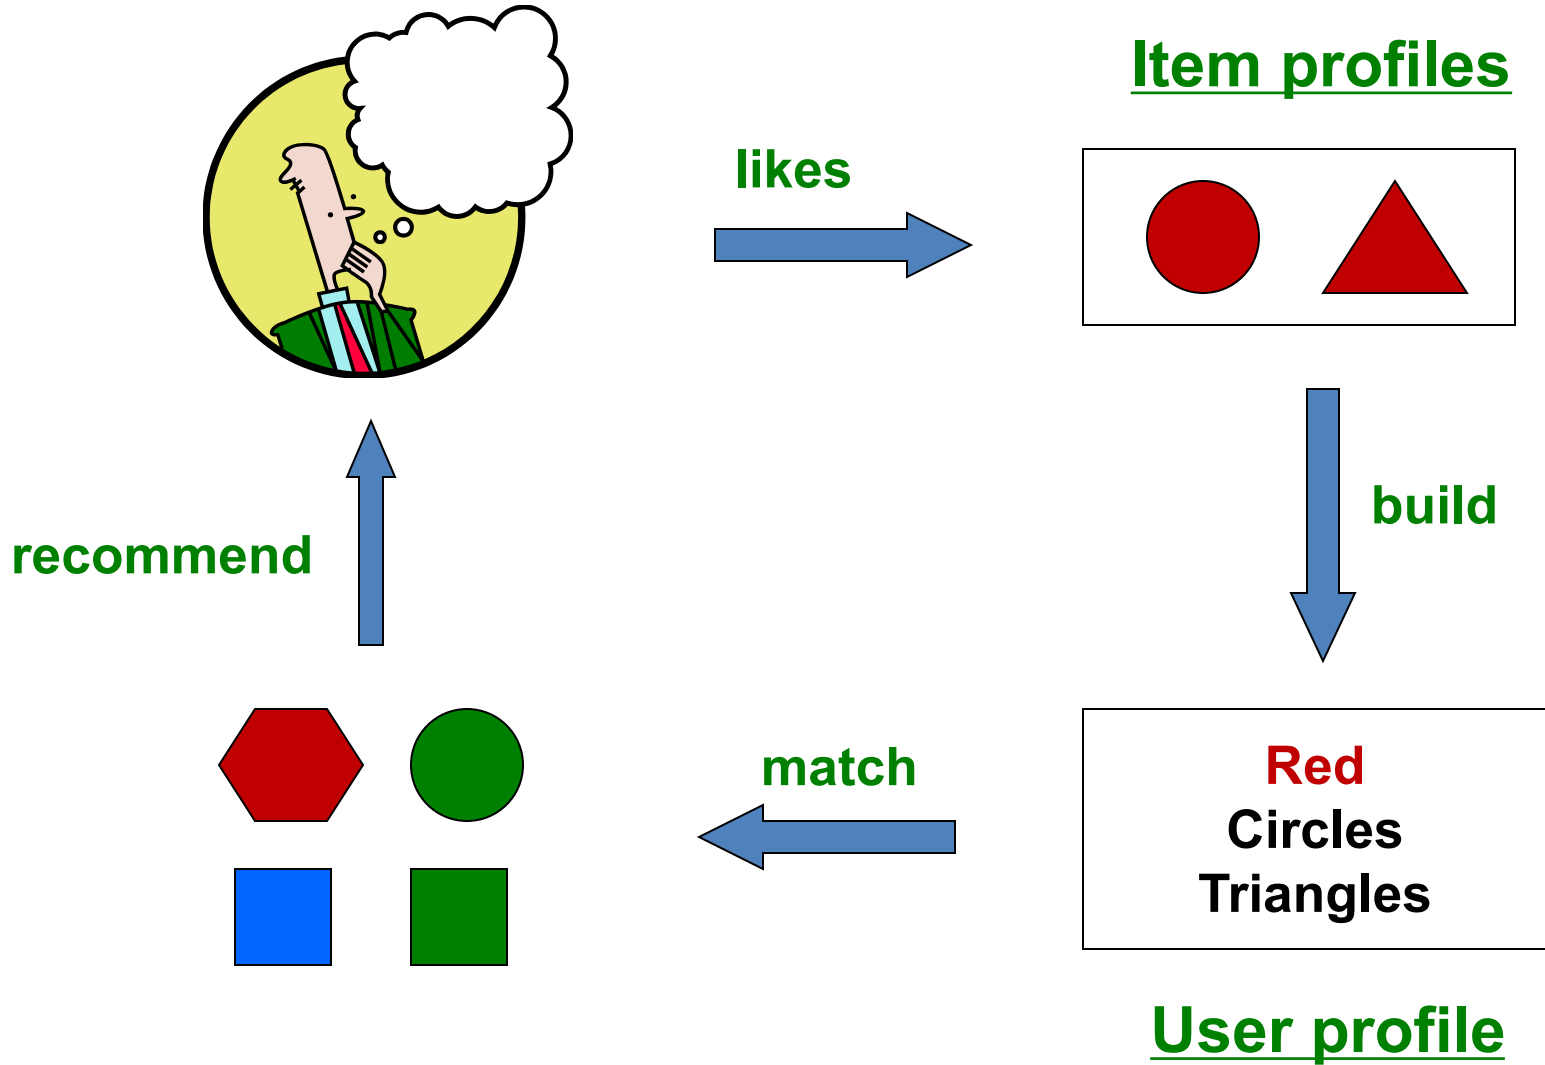 Item profiles
likes
build
recommend
match
Red
Circles
Triangles
User profile